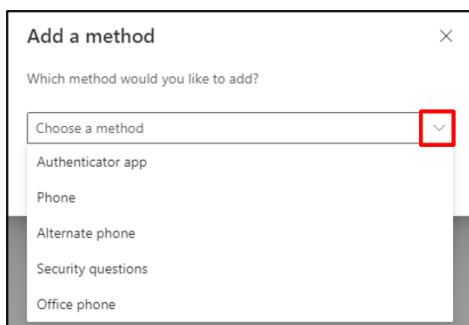 Add a method
Which method would you like to add?
Choose a method
Authenticator app
Phone
Alternate phone
Security questions
Office phone